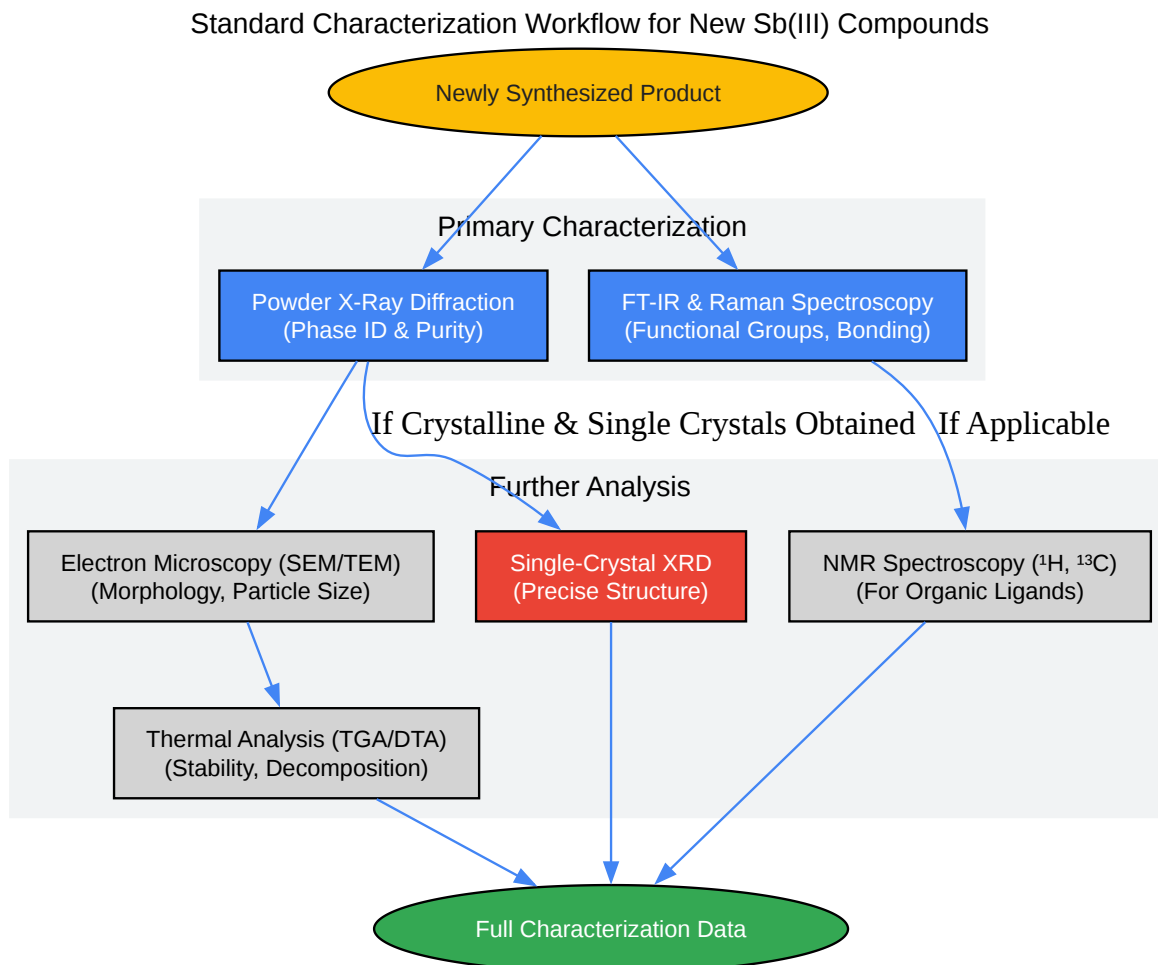 Standard Characterization Workflow for New Sb(III) Compounds
Newly Synthesized Product
Primary Characterization
Powder X-Ray Diffraction
(Phase ID & Purity)
FT-IR & Raman Spectroscopy
(Functional Groups, Bonding)
If Crystalline & Single Crystals Obtained
If Applicable
Further Analysis
Electron Microscopy (SEM/TEM)
(Morphology, Particle Size)
Single-Crystal XRD
(Precise Structure)
NMR Spectroscopy (¹H, ¹³C)
(For Organic Ligands)
Thermal Analysis (TGA/DTA)
(Stability, Decomposition)
Full Characterization Data